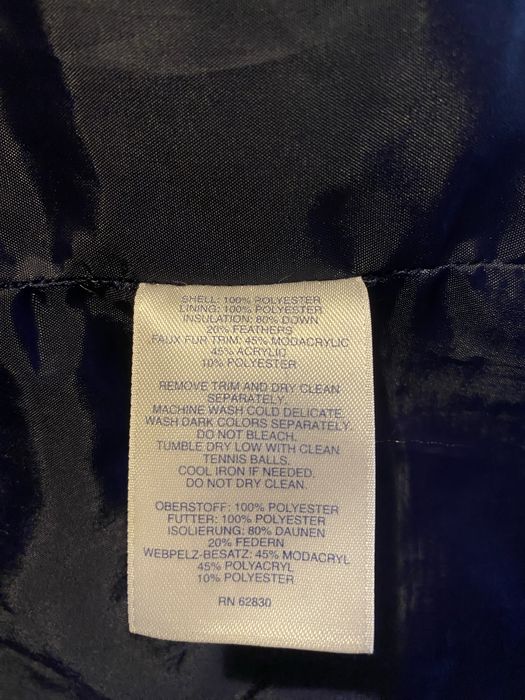 SHELL: 100% POLYESTER
LINING: 100% POLYESTER
INSULATION: 80% DOWN
20% FEATHERS
FAUX FUR TRIM: 45% MODACRYLIC
45% ACRYLIC
10% POLYESTER
REMOVE TRIM AND DRY CLEAN
SEPARATELY.
MACHINE WASH COLD DELICATE.
WASH DARK COLORS SEPARATELY.
DO NOT BLEACH.
TUMBLE DRY LOW WITH CLEAN
TENNIS BALLS.
COOL IRON IF NEEDED.
DO NOT DRY CLEAN.
OBERSTOFF: 100% POLYESTER
FUTTER: 100% POLYESTER
ISOLIERUNG: 80% DAUNEN
20% FEDERN
WEBPELZ-BESATZ: 45% MODACRYL
45% POLYACRYL
10% POLYESTER
RN 62830